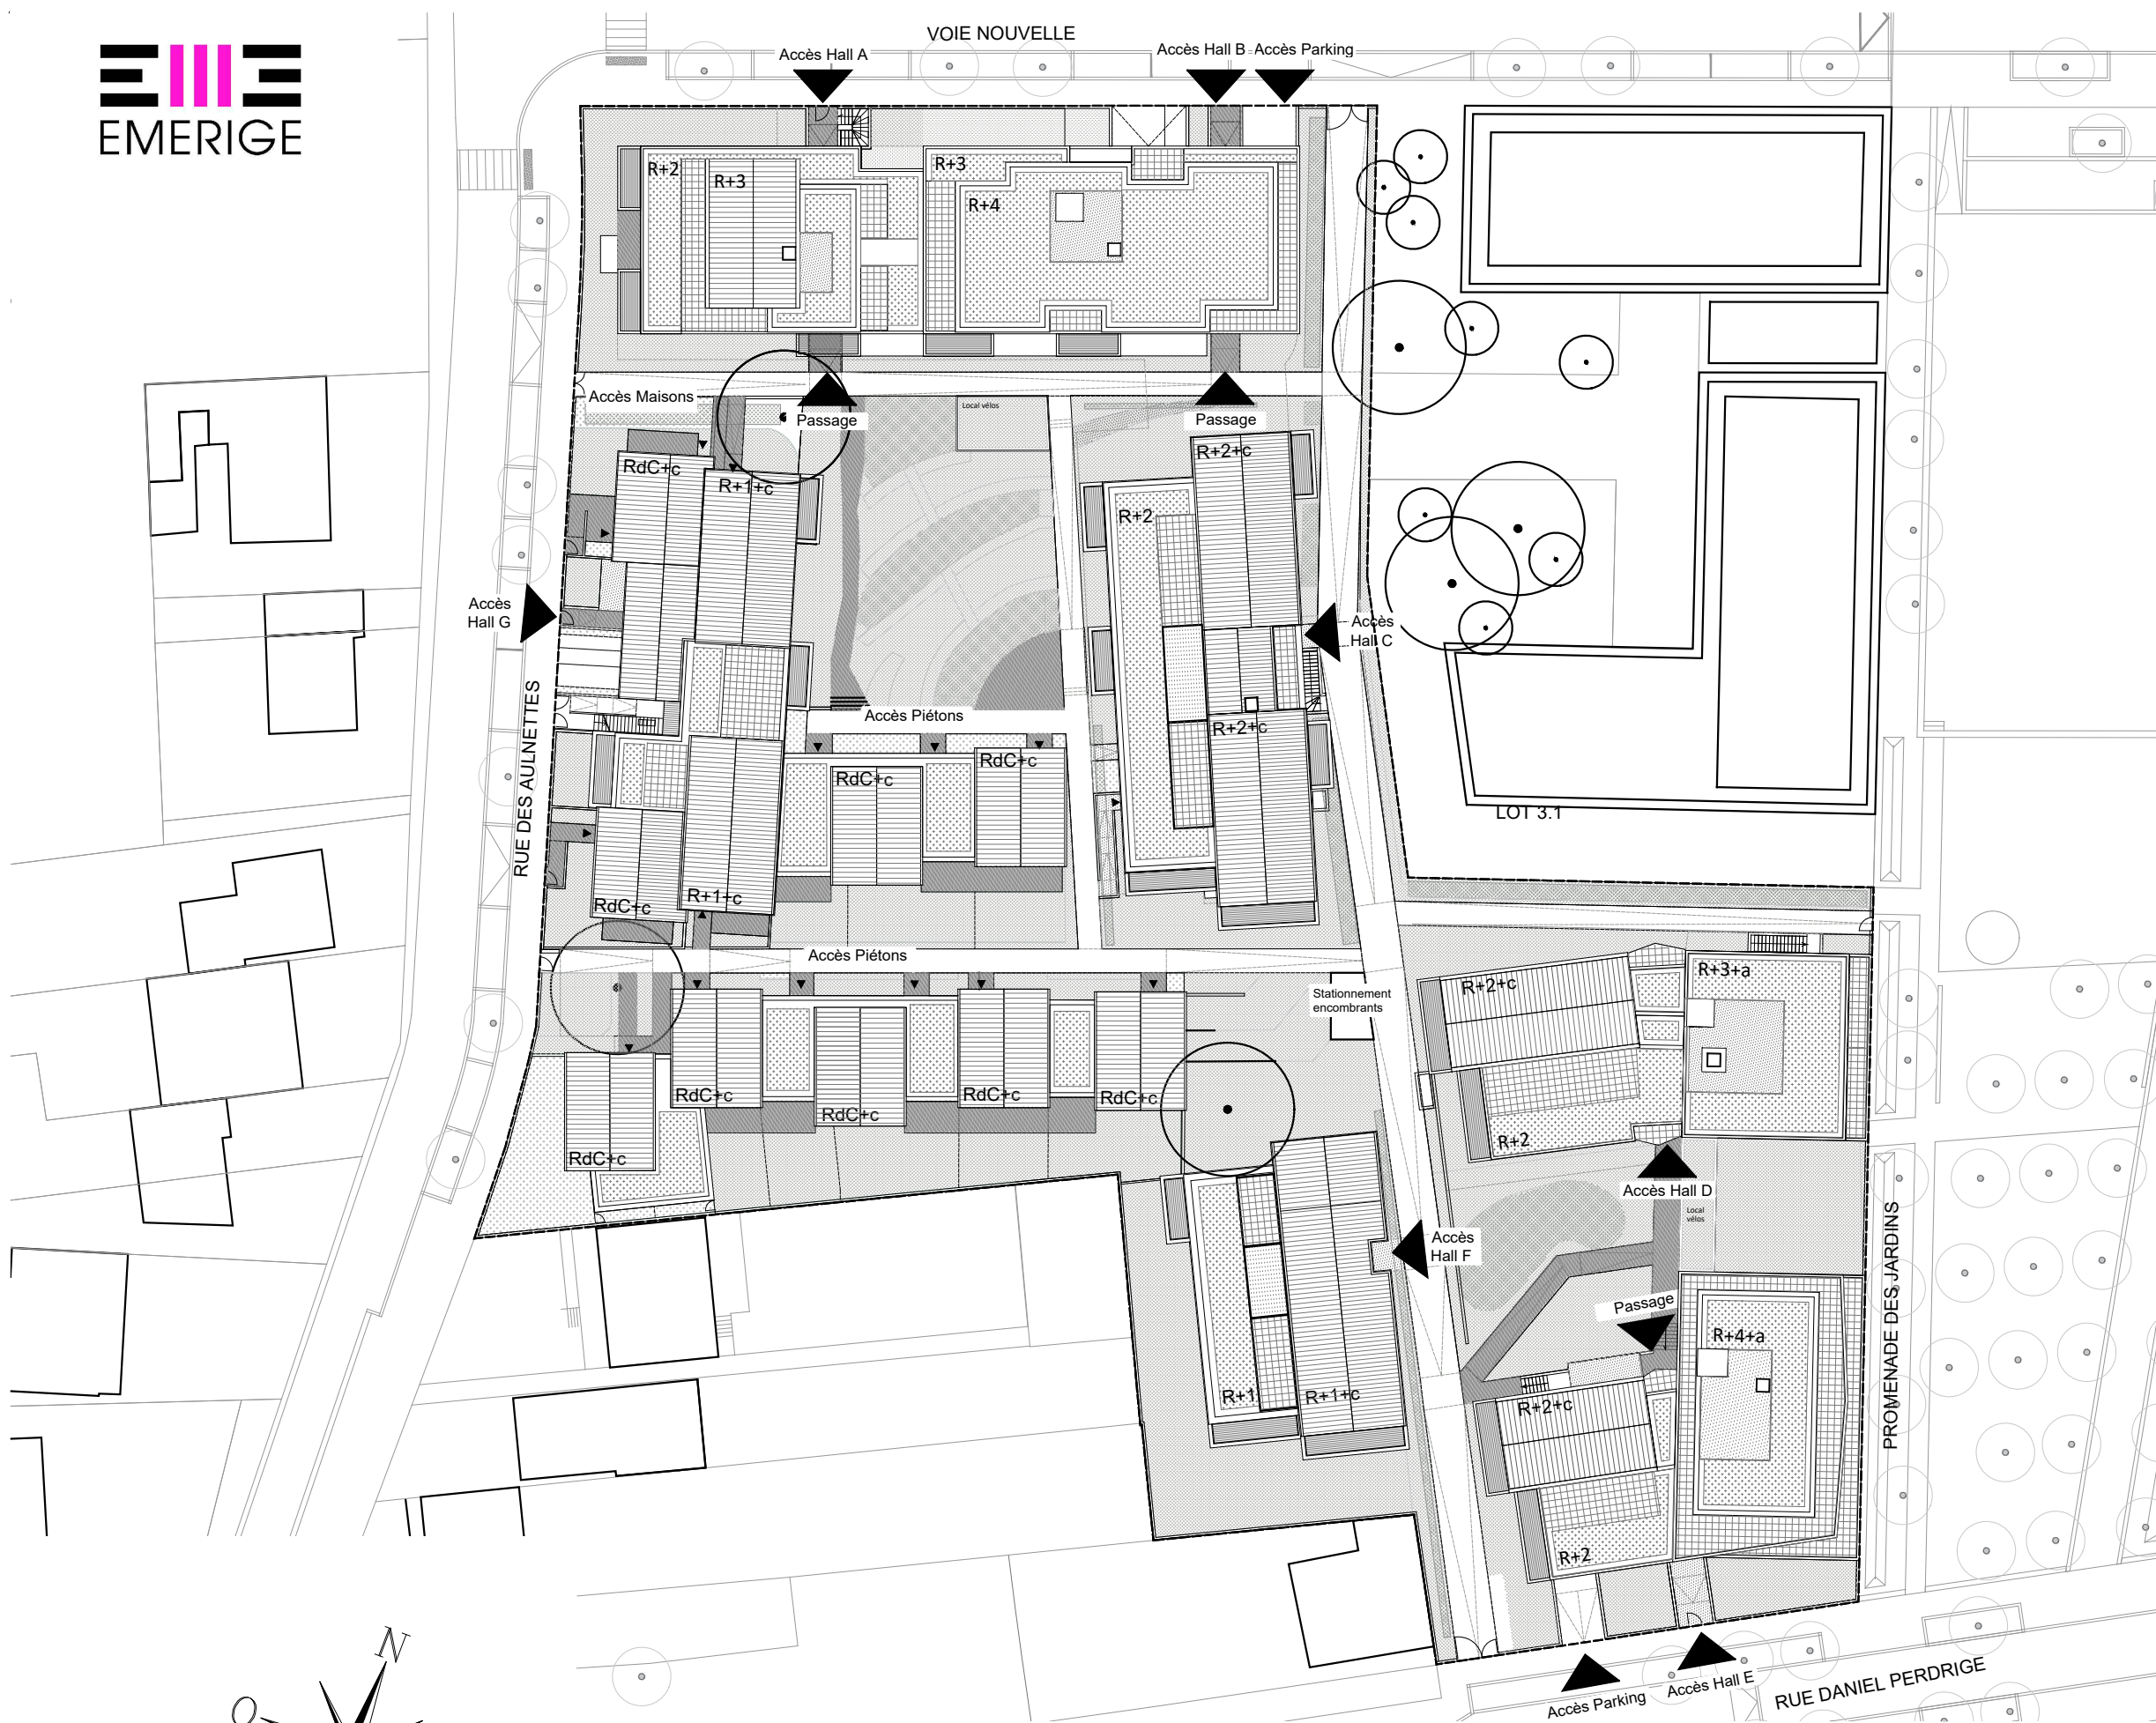 VOIE NOUVELLE
Accès Hall A
Accès Hall B
Accès Parking
EMERIGE
R+2
R+3
R+3
R+4
Accès Maisons
Passage
Passage
Local vélos
RdC+c
R+1+c
R+2+c
R+2
Accès
Hall G
Accès
Hall C
RUE DES AULNETTES
Accès Piétons
R+2+c
RdC+c
RdC+c
LOT 3.1
RdC+c
R+1+c
Accès Piétons
Stationnement
encombrants
R+2+c
R+3+a
RdC+c
RdC+c
RdC+c
RdC+c
RdC+c
R+2
Accès Hall D
Local
vélos
Accès
Hall F
PROMENADE DES JARDINS
Passage
R+4+a
R+1
R+1+c
R+2+c
R+2
Accès Parking
Accès Hall E
RUE DANIEL PERDRIGE
N
O